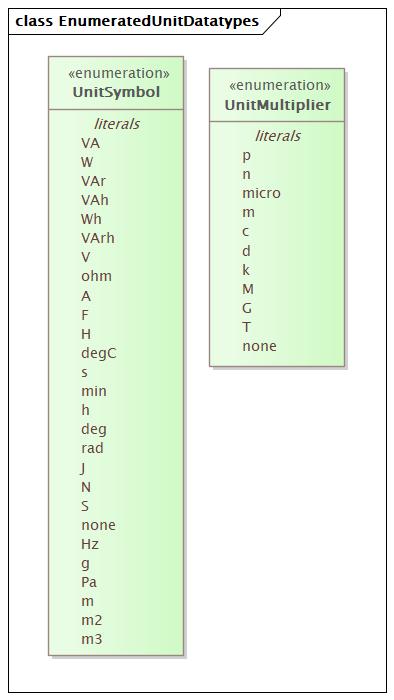 class EnumeratedUnitDatatypes
«enumeration»
UnitSymbol
literals
VA
W
VAr
VAh
Wh
VArh
V
ohm
A
F
H
degC
s
min
h
deg
rad
J
N
S
none
Hz
g
Pa
m
m2
m3
«enumeration»
UnitMultiplier
literals
p
n
micro
m
c
d
k
M
G
T
none